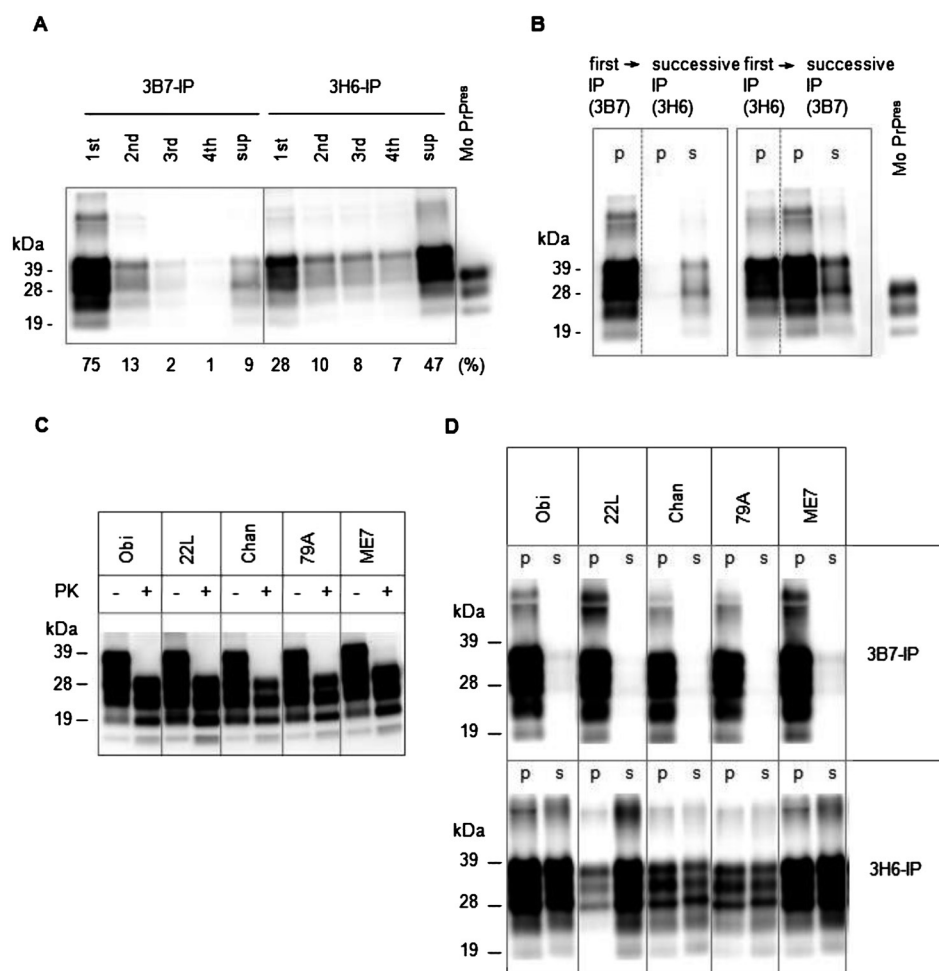 A
3B7-IP 3H6-IP
1st 2nd 3rd 4th sup 1st 2nd 3rd 4th sup Mo PrPres
kDa
39 -
28 -
19 -
75 13 2 1 9 28 10 8 7 47 (%)
B
first → successive first → successive
IP IP IP IP
(3B7) (3H6) (3H6) (3B7)
Mo PrPres
p p s p p s
kDa
39 -
28 -
19 -
C
Obi 22L Chan 79A ME7
PK - + - + - + - + - +
kDa
39 –
28 –
19 –
D
Obi 22L Chan 79A ME7
p s p s p s p s p s
kDa
39 –
28 –
19 –
3B7-IP
p s p s p s p s p s
kDa
39 –
28 –
19 –
3H6-IP